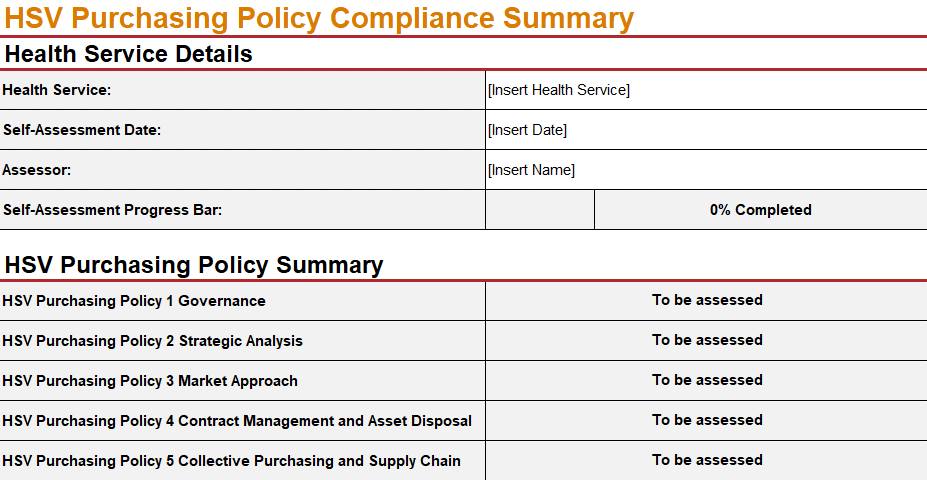 HSV Purchasing Policy Compliance Summary
Health Service Details
Health Service: [Insert Health Service]
Self-Assessment Date: [Insert Date]
Assessor: [Insert Name]
Self-Assessment Progress Bar: 0% Completed
HSV Purchasing Policy Summary
HSV Purchasing Policy 1 Governance To be assessed
HSV Purchasing Policy 2 Strategic Analysis To be assessed
HSV Purchasing Policy 3 Market Approach To be assessed
HSV Purchasing Policy 4 Contract Management and Asset Disposal To be assessed
HSV Purchasing Policy 5 Collective Purchasing and Supply Chain To be assessed